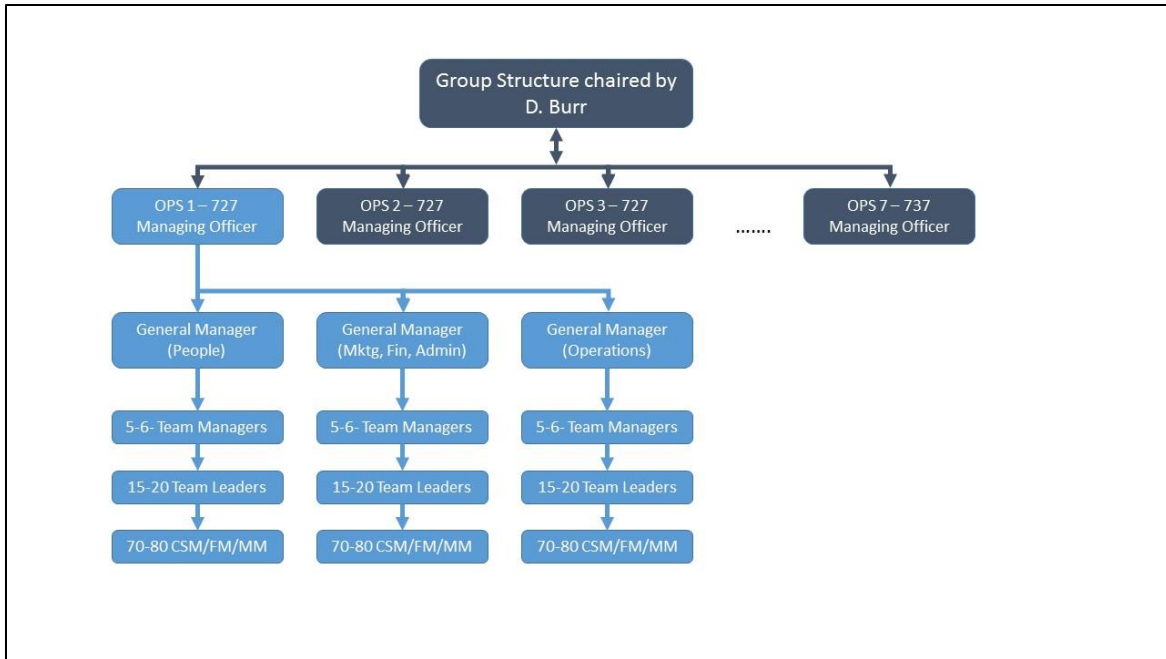 Group Structure chaired by
D. Burr
OPS 1 – 727
Managing Officer
OPS 2 – 727
Managing Officer
OPS 3 – 727
Managing Officer
.......
OPS 7 – 737
Managing Officer
General Manager
(People)
General Manager
(Mktg, Fin, Admin)
General Manager
(Operations)
5-6- Team Managers
5-6- Team Managers
5-6- Team Managers
15-20 Team Leaders
15-20 Team Leaders
15-20 Team Leaders
70-80 CSM/FM/MM
70-80 CSM/FM/MM
70-80 CSM/FM/MM